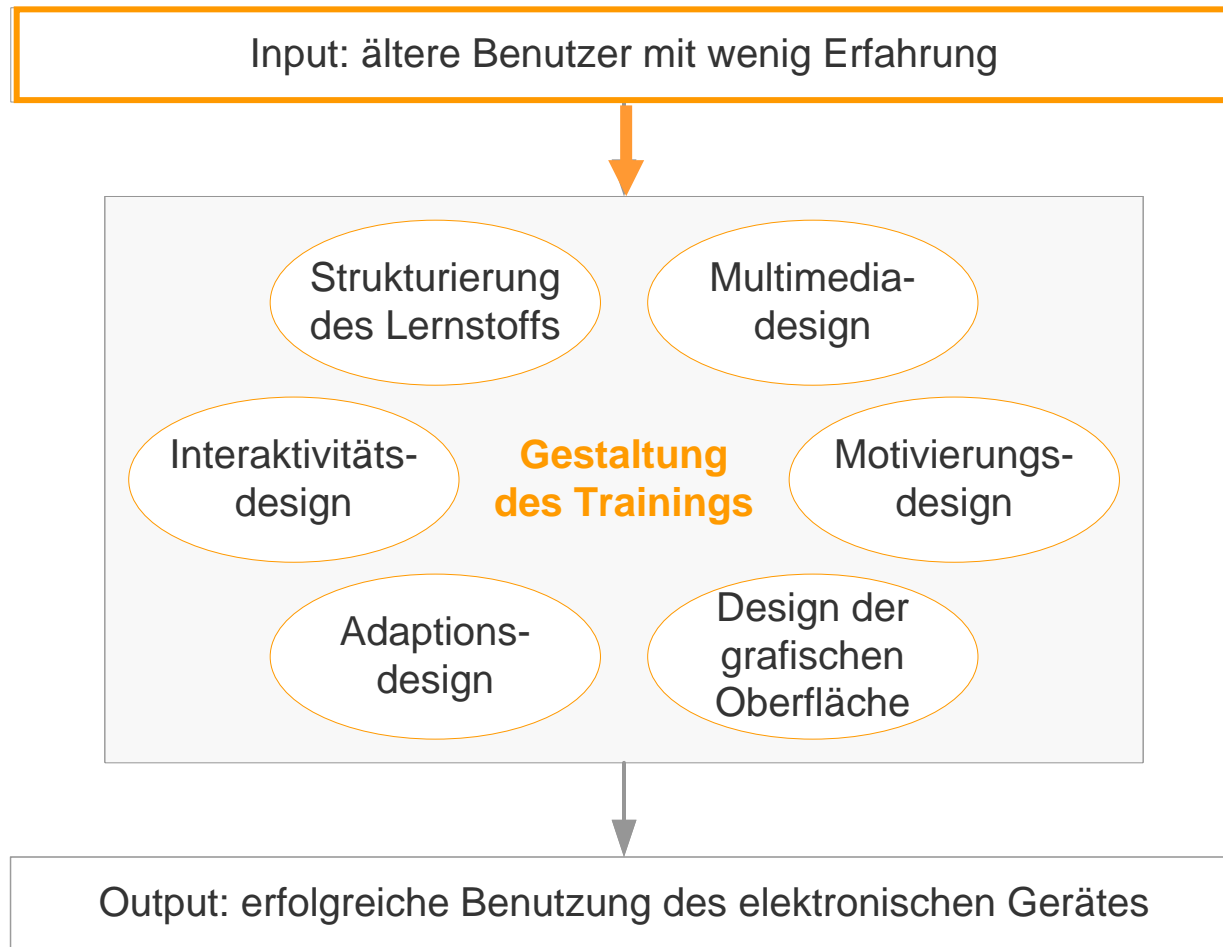 Input: ältere Benutzer mit wenig Erfahrung
Strukturierung
des Lernstoffs
Multimedia-
design
Interaktivitäts-
design
Gestaltung
des Trainings
Motivierungs-
design
Adaptions-
design
Design der
grafischen
Oberfläche
Output: erfolgreiche Benutzung des elektronischen Gerätes